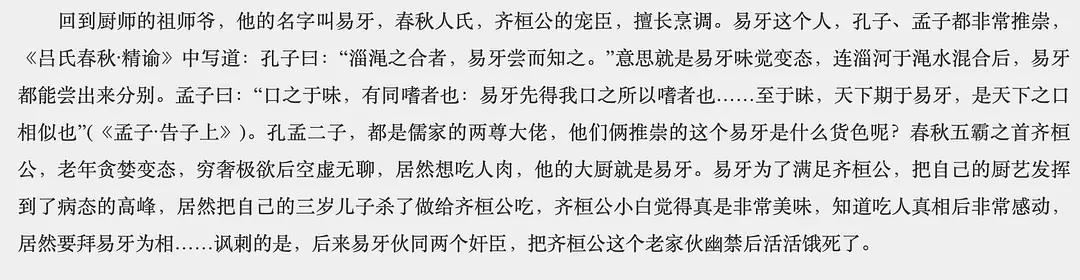 回到厨师的祖师爷，他的名字叫易牙，春秋人氏，齐桓公的宠臣，擅长烹调。易牙这个人，孔子、孟子都非常推崇，
《吕氏春秋·精谕》中写道：孔子曰：“淄渑之合者，易牙尝而知之。”意思就是易牙味觉变态，连淄河于渑水混合后，易牙
都能尝出来分别。孟子曰：“口之于味，有同嗜者也：易牙先得我口之所以嗜者也……至于味，天下期于易牙，是天下之口
相似也”(《孟子·告子上》)。孔孟二子，都是儒家的两尊大佬，他们俩推崇的这个易牙是什么货色呢？春秋五霸之首齐桓
公，老年贪婪变态，穷奢极欲后空虚无聊，居然想吃人肉，他的大厨就是易牙。易牙为了满足齐桓公，把自己的厨艺发挥
到了病态的高峰，居然把自己的三岁儿子杀了做给齐桓公吃，齐桓公小白觉得真是非常美味，知道吃人真相后非常感动，
居然要拜易牙为相……讽刺的是，后来易牙伙同两个奸臣，把齐桓公这个老家伙幽禁后活活饿死了。